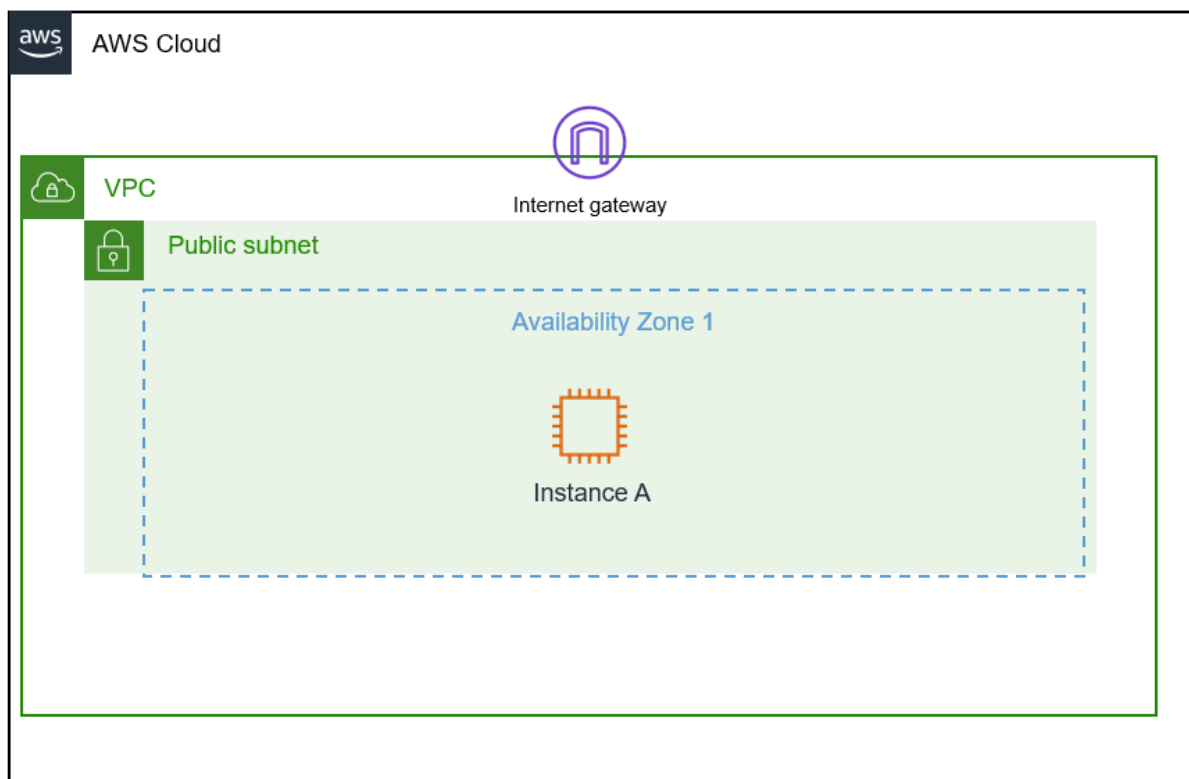 aws
AWS Cloud
VPC
Internet gateway
Public subnet
Availability Zone 1
Instance A